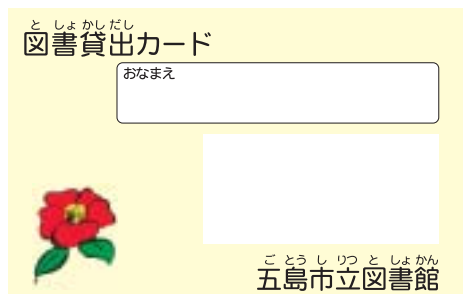 と しょ かし だし
図書貸出カード
おなまえ
ご とう し りつ と しょ かん
五島市立図書館